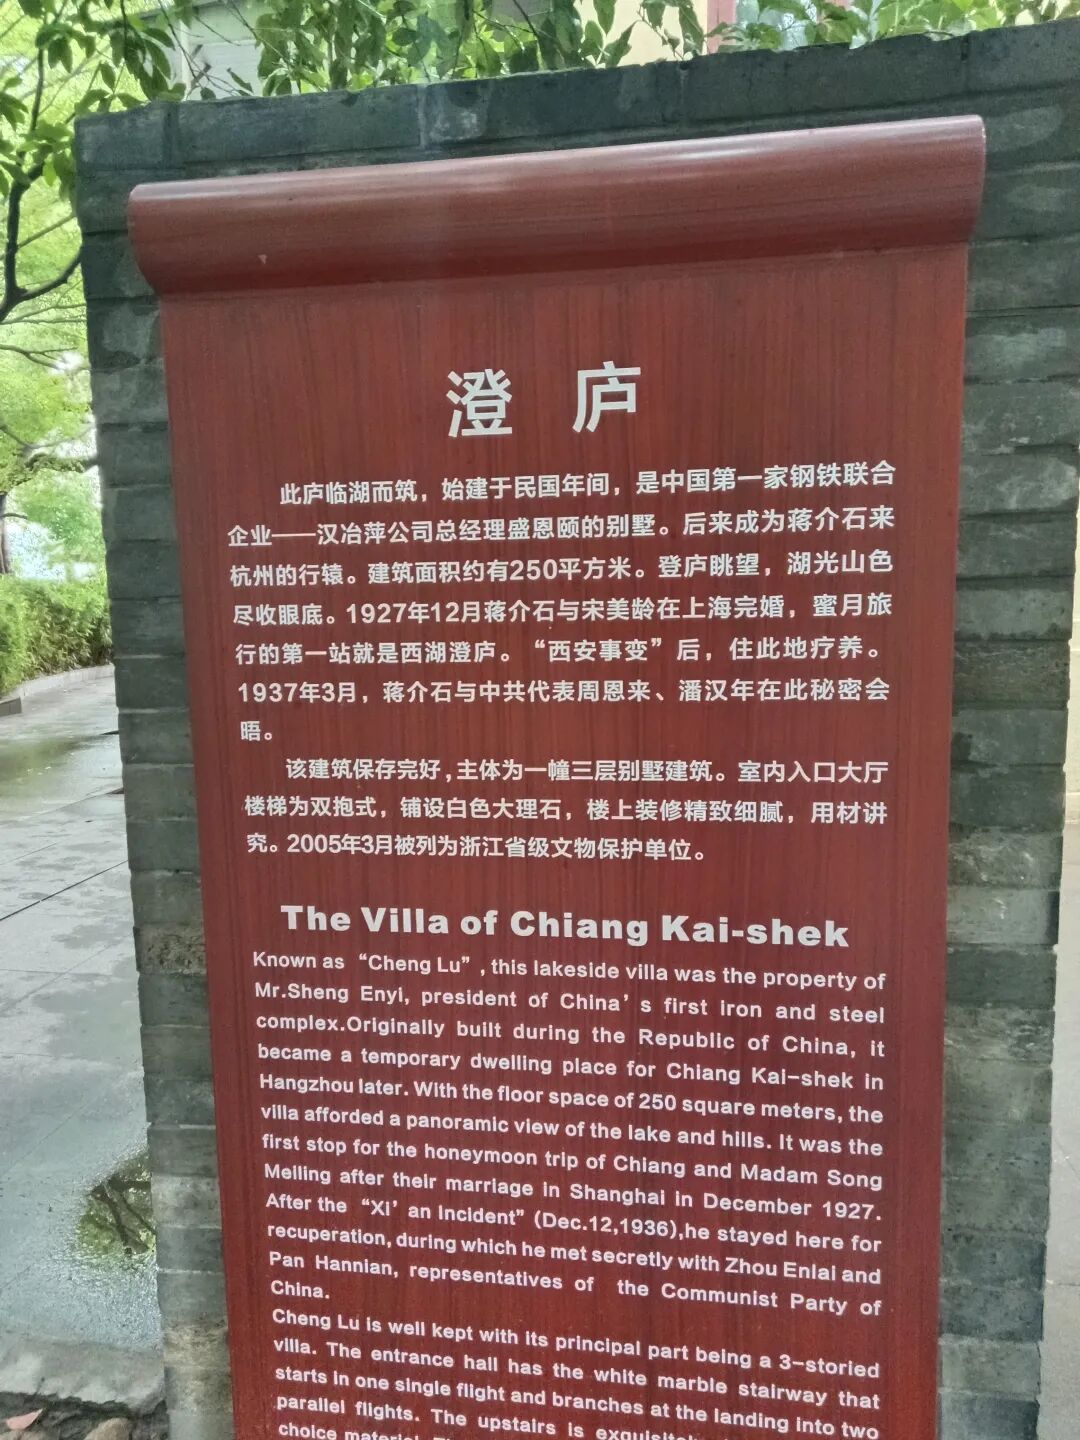 澄庐
此庐临湖而筑，始建于民国年间，是中国第一家钢铁联合
企业——汉冶萍公司总经理盛恩颐的别墅。后来成为蒋介石来
杭州的行辕。建筑面积约有250平方米。登庐眺望，湖光山色
尽收眼底。1927年12月蒋介石与宋美龄在上海完婚，蜜月旅
行的第一站就是西湖澄庐。“西安事变”后，住此地疗养。
1937年3月，蒋介石与中共代表周恩来、潘汉年在此秘密会
晤。
该建筑保存完好，主体为一幢三层别墅建筑。室内入口大厅
楼梯为双抱式，铺设白色大理石，楼上装修精致细腻，用材讲
究。2005年3月被列为浙江省级文物保护单位。
The Villa of Chiang Kai-shek
Known as “Cheng Lu”, this lakeside villa was the property of
Mr.Sheng Enyi, president of China’s first iron and steel
complex.Originally built during the Republic of China, it
became a temporary dwelling place for Chiang Kai-shek in
Hangzhou later. With the floor space of 250 square meters, the
villa afforded a panoramic view of the lake and hills. It was the
first stop for the honeymoon trip of Chiang and Madam Song
Meiling after their marriage in Shanghai in December 1927.
After the “Xi’an Incident”(Dec.12,1936),he stayed here for
recuperation, during which he met secretly with Zhou Enlai and
Pan Hannian, representatives of the Communist Party of
China.
Cheng Lu is well kept with its principal part being a 3-storied
villa. The entrance hall has the white marble stairway that
starts in one single flight and branches at the landing into two
parallel flights. The upstairs is
choice material.